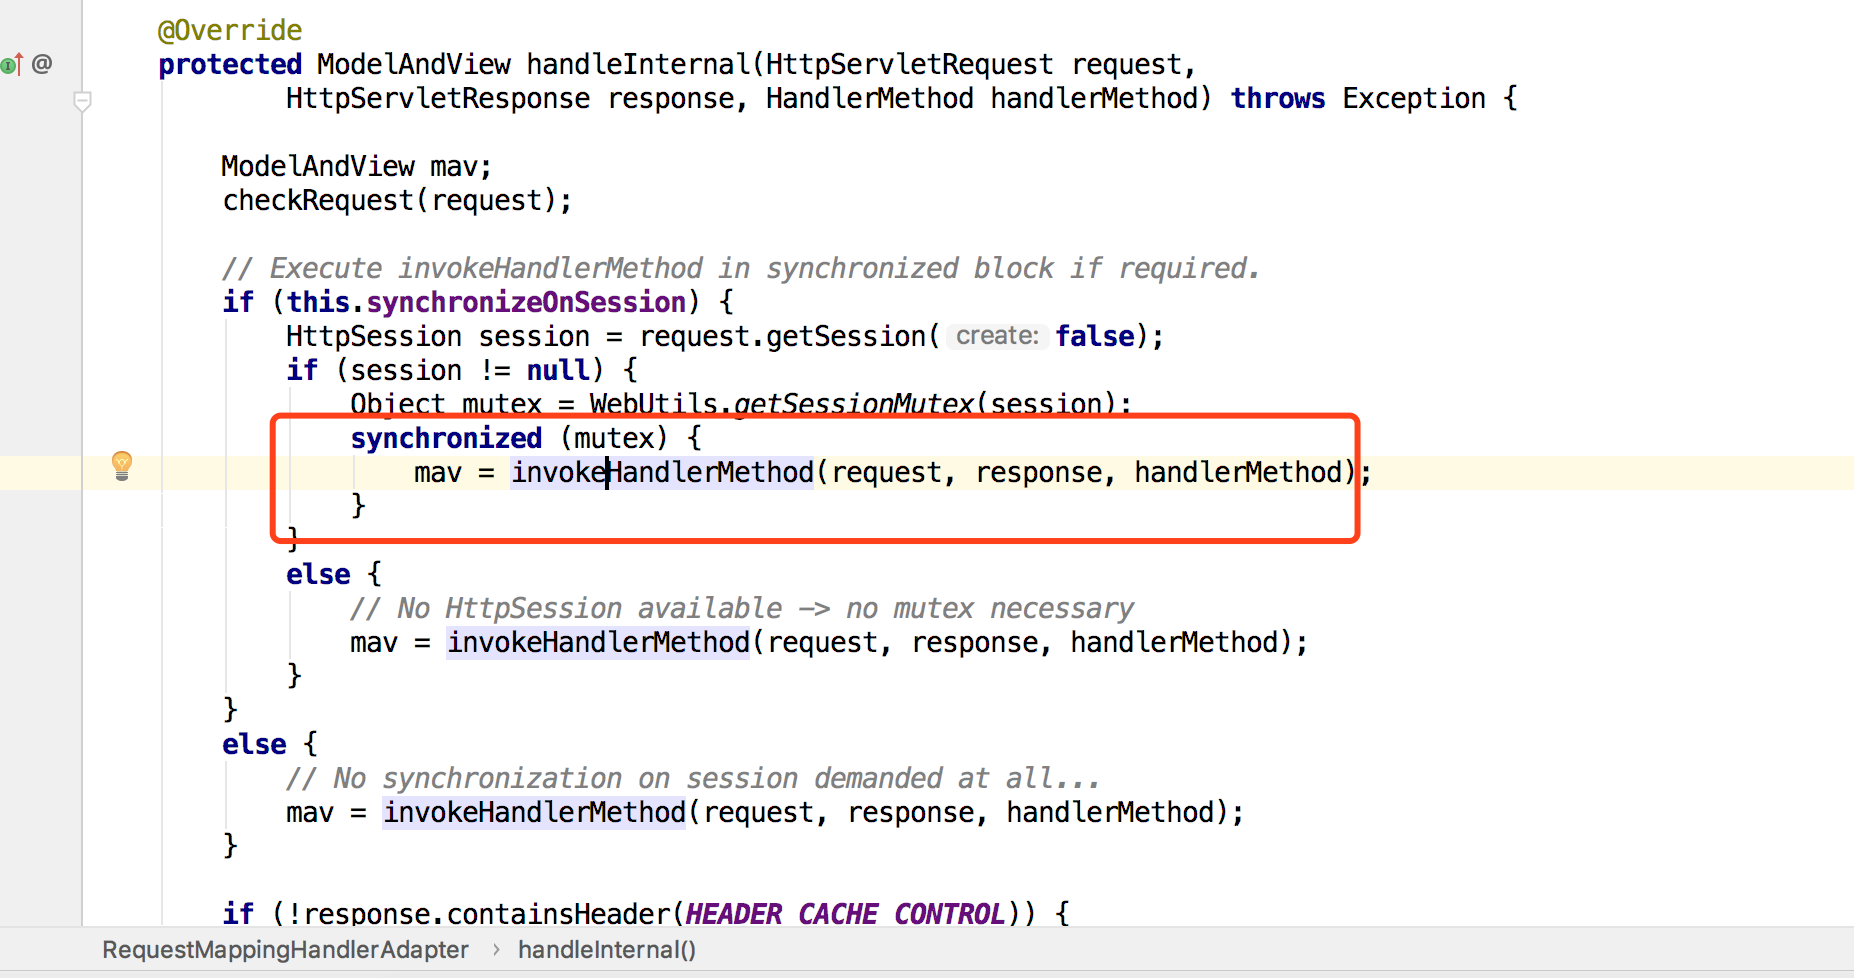 @Override
protected ModelAndView handleInternal(HttpServletRequest request,
HttpServletResponse response, HandlerMethod handlerMethod) throws Exception {
ModelAndView mav;
checkRequest(request);
// Execute invokeHandlerMethod in synchronized block if required.
if (this.synchronizeOnSession) {
HttpSession session = request.getSession( create: false);
if (session != null) {
Object mutex = WebUtils.getSessionMutex(session);
synchronized (mutex) {
mav = invokeHandlerMethod(request, response, handlerMethod);
}
}
else {
// No HttpSession available -> no mutex necessary
mav = invokeHandlerMethod(request, response, handlerMethod);
}
}
else {
// No synchronization on session demanded at all...
mav = invokeHandlerMethod(request, response, handlerMethod);
}
if (!response.containsHeader(HEADER_CACHE_CONTROL)) {
RequestMappingHandlerAdapter › handleInternal()